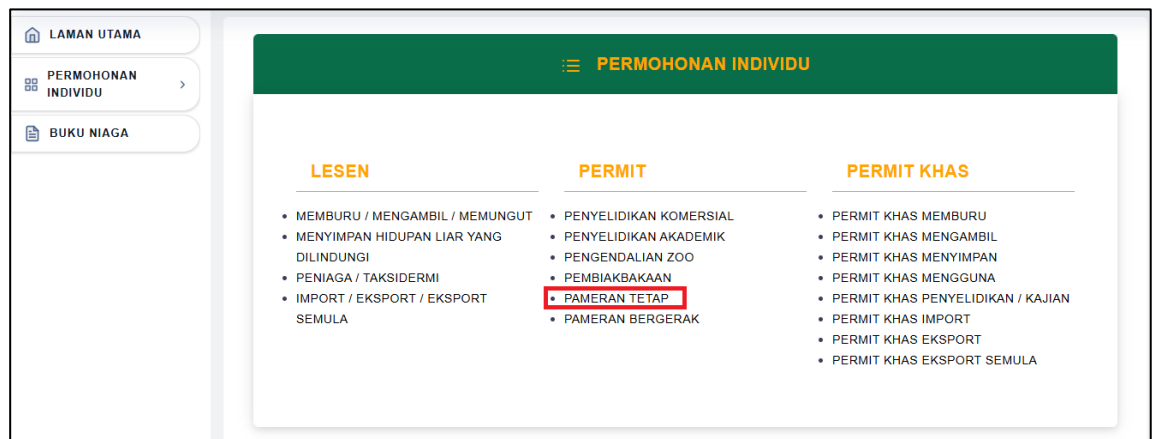 LAMAN UTAMA
PERMOHONAN
INDIVIDU
BUKU NIAGA
PERMOHONAN INDIVIDU
LESEN
• MEMBURU / MENGAMBIL / MEMUNGUT
• MENYIMPAN HIDUPAN LIAR YANG
DILINDUNGI
• PENIAGA / TAKSIDERMI
• IMPORT / EKSPORT / EKSPORT
SEMULA
PERMIT
• PENYELIDIKAN KOMERSIAL
• PENYELIDIKAN AKADEMIK
• PENGENDALIAN ZOO
• PEMBIAKBAKAAN
• PAMERAN TETAP
• PAMERAN BERGERAK
PERMIT KHAS
• PERMIT KHAS MEMBURU
• PERMIT KHAS MENGAMBIL
• PERMIT KHAS MENYIMPAN
• PERMIT KHAS MENGGUNA
• PERMIT KHAS PENYELIDIKAN / KAJIAN
• PERMIT KHAS IMPORT
• PERMIT KHAS EKSPORT
• PERMIT KHAS EKSPORT SEMULA